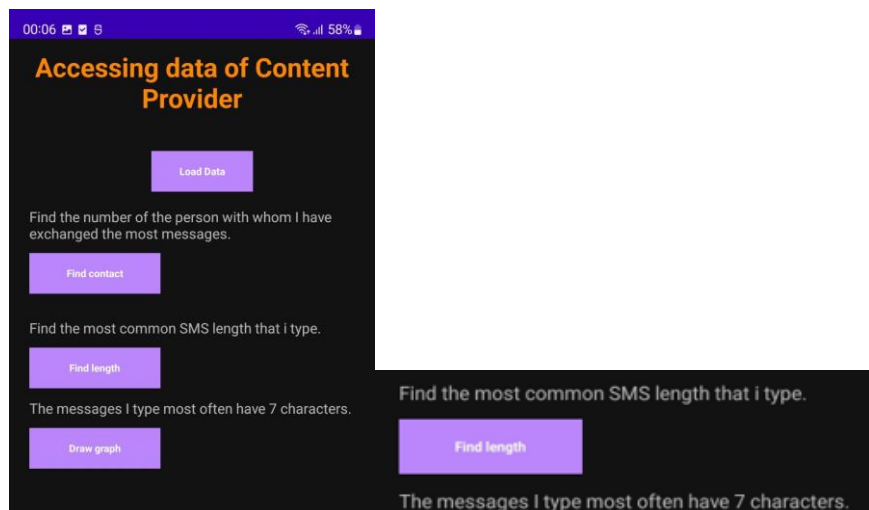 00:06
58%
Accessing data of Content
Provider
Load Data
Find the number of the person with whom I have
exchanged the most messages.
Find contact
Find the most common SMS length that i type.
Find length
The messages I type most often have 7 characters.
Draw graph
Find the most common SMS length that i type.
Find length
The messages I type most often have 7 characters.